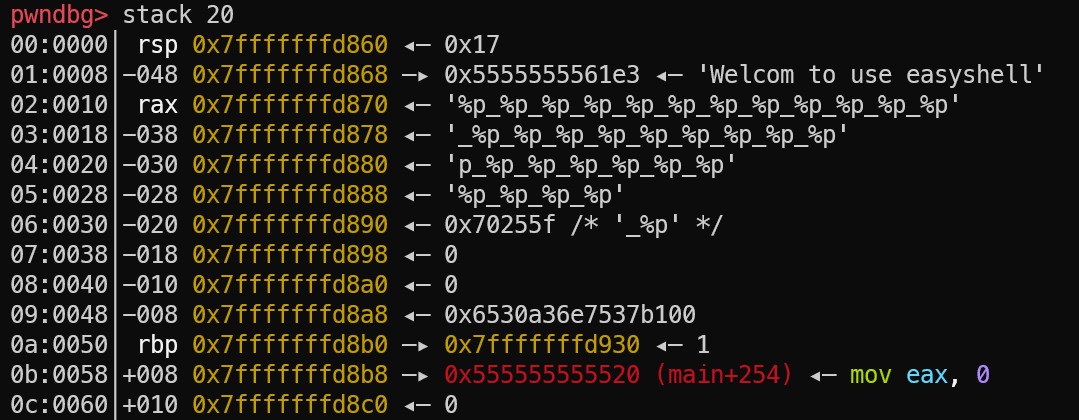 pwndbg> stack 20
00:0000│ rsp 0x7fffffffd860 ◂— 0x17
01:0008│-048 0x7fffffffd868 —▸ 0x5555555561e3 ◂— 'Welcom to use easyshell'
02:0010│ rax 0x7fffffffd870 ◂— '%p_%p_%p_%p_%p_%p_%p_%p_%p_%p_%p_%p'
03:0018│-038 0x7fffffffd878 ◂— '_%p_%p_%p_%p_%p_%p_%p_%p_%p'
04:0020│-030 0x7fffffffd880 ◂— 'p_%p_%p_%p_%p_%p_%p'
05:0028│-028 0x7fffffffd888 ◂— '%p_%p_%p_%p'
06:0030│-020 0x7fffffffd890 ◂— 0x70255f /* '_%p' */
07:0038│-018 0x7fffffffd898 ◂— 0
08:0040│-010 0x7fffffffd8a0 ◂— 0
09:0048│-008 0x7fffffffd8a8 ◂— 0x6530a36e7537b100
0a:0050│ rbp 0x7fffffffd8b0 —▸ 0x7fffffffd930 ◂— 1
0b:0058│+008 0x7fffffffd8b8 —▸ 0x555555555520 (main+254) ◂— mov eax, 0
0c:0060│+010 0x7fffffffd8c0 ◂— 0